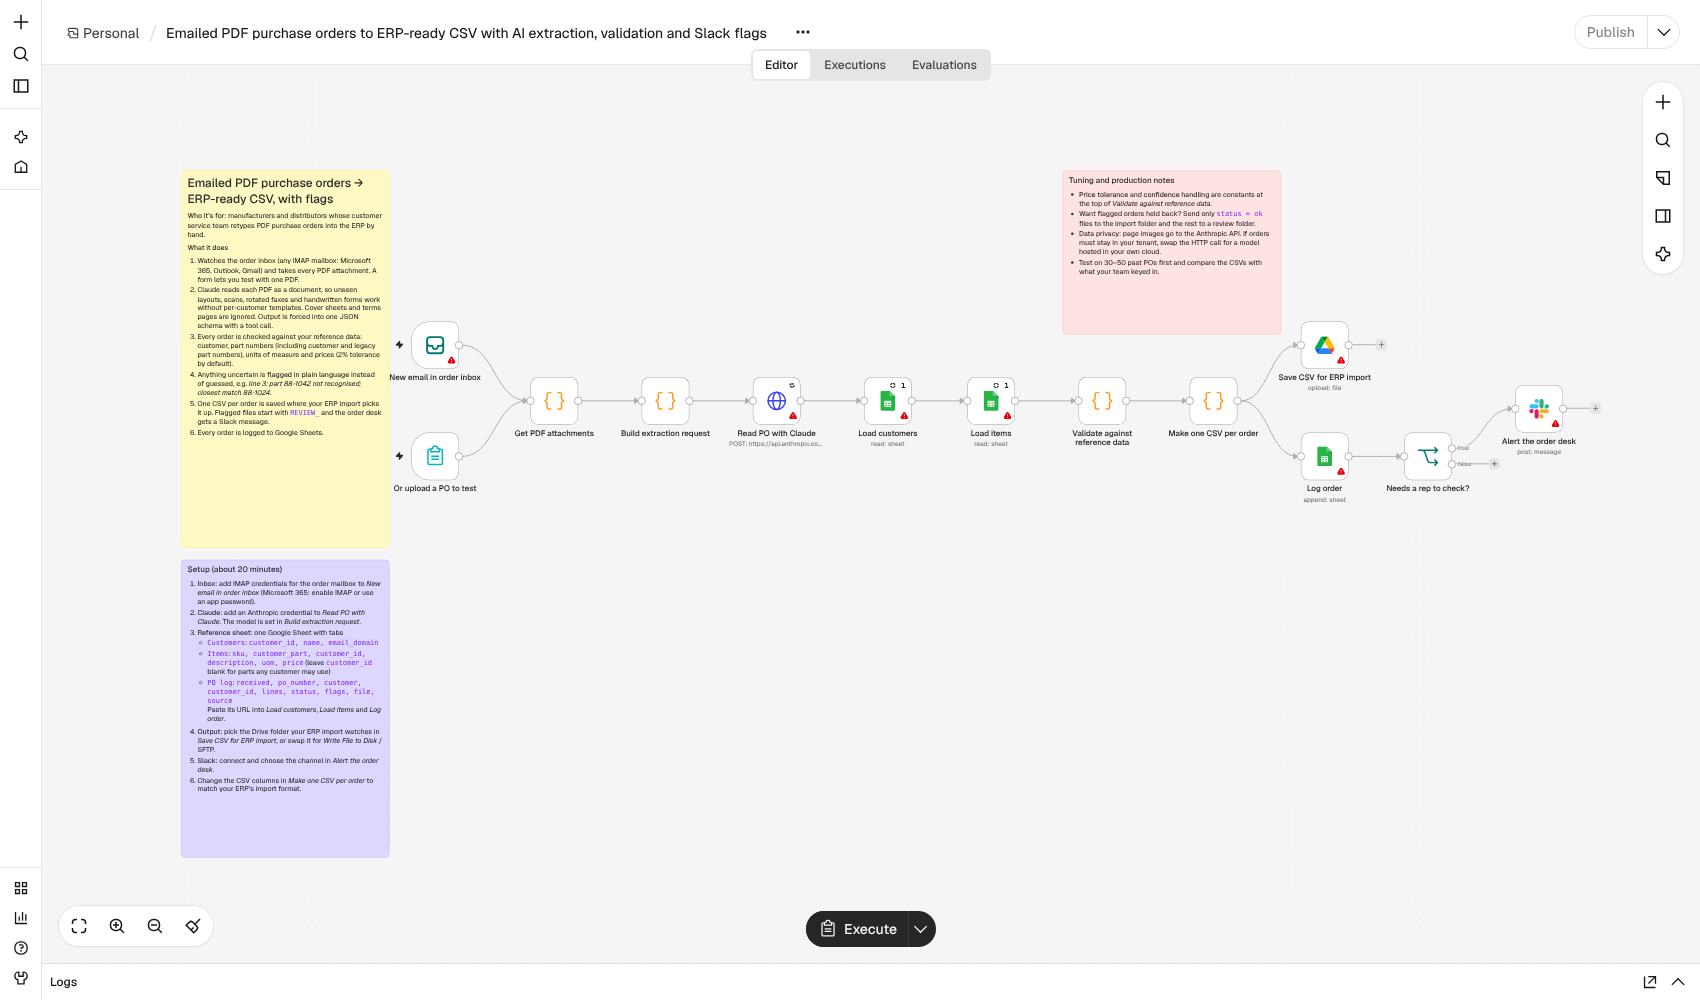 Personal / Emailed PDF purchase orders to ERP-ready CSV with AI extraction, validation and Slack flags ...
Publish
Editor Executions Evaluations
Emailed PDF purchase orders →
ERP-ready CSV, with flags
Who it's for: manufacturers and distributors whose customer
service team retypes PDF purchase orders into the ERP by
hand.
What it does
1. Watches the order inbox (any IMAP mailbox: Microsoft
365, Outlook, Gmail) and takes every PDF attachment. A
form lets you test with one PDF.
2. Claude reads each PDF as a document, so unseen
layouts, scans, rotated faxes and handwritten forms work
without per-customer templates. Cover sheets and terms
pages are ignored. Output is forced into one JSON
schema with a tool call.
3. Every order is checked against your reference data:
customer, part numbers (including customer and legacy
part numbers), units of measure and prices (2% tolerance
by default).
4. Anything uncertain is flagged in plain language instead
of guessed, e.g. line 3: part 88-1042 not recognised;
closest match 88-1024.
5. One CSV per order is saved where your ERP import picks
it up. Flagged files start with REVIEW_ and the order desk
gets a Slack message.
6. Every order is logged to Google Sheets.
Setup (about 20 minutes)
1. Inbox: add IMAP credentials for the order mailbox to New
email in order inbox (Microsoft 365: enable IMAP or use
an app password).
2. Claude: add an Anthropic credential to Read PO with
Claude. The model is set in Build extraction request.
3. Reference sheet: one Google Sheet with tabs
Customers: customer_id, name, email_domain
Items: sku, customer_part, customer_id,
description, uom, price (leave customer_id
blank for parts any customer may use)
PO log: received, po_number, customer,
customer_id, lines, status, flags, file,
source
Paste its URL into Load customers, Load items and Log
order.
4. Output: pick the Drive folder your ERP import watches in
Save CSV for ERP import, or swap it for Write File to Disk /
SFTP.
5. Slack: connect and choose the channel in Alert the order
desk.
6. Change the CSV columns in Make one CSV per order to
match your ERP's import format.
Tuning and production notes
• Price tolerance and confidence handling are constants at
the top of Validate against reference data.
• Want flagged orders held back? Send only status = ok
files to the import folder and the rest to a review folder.
• Data privacy: page images go to the Anthropic API. If orders
must stay in your tenant, swap the HTTP call for a model
hosted in your own cloud.
• Test on 30–50 past POs first and compare the CSVs with
what your team keyed in.
New email in order inbox
Or upload a PO to test
Get PDF attachments
Build extraction request
Read PO with Claude
POST: https://api.anthropic.co...
1
Load customers
read: sheet
1
Load items
read: sheet
Validate against
reference data
Make one CSV per order
Save CSV for ERP import
upload: file
Log order
append: sheet
Needs a rep to check?
true
false
Alert the order desk
post: message
Execute
Logs